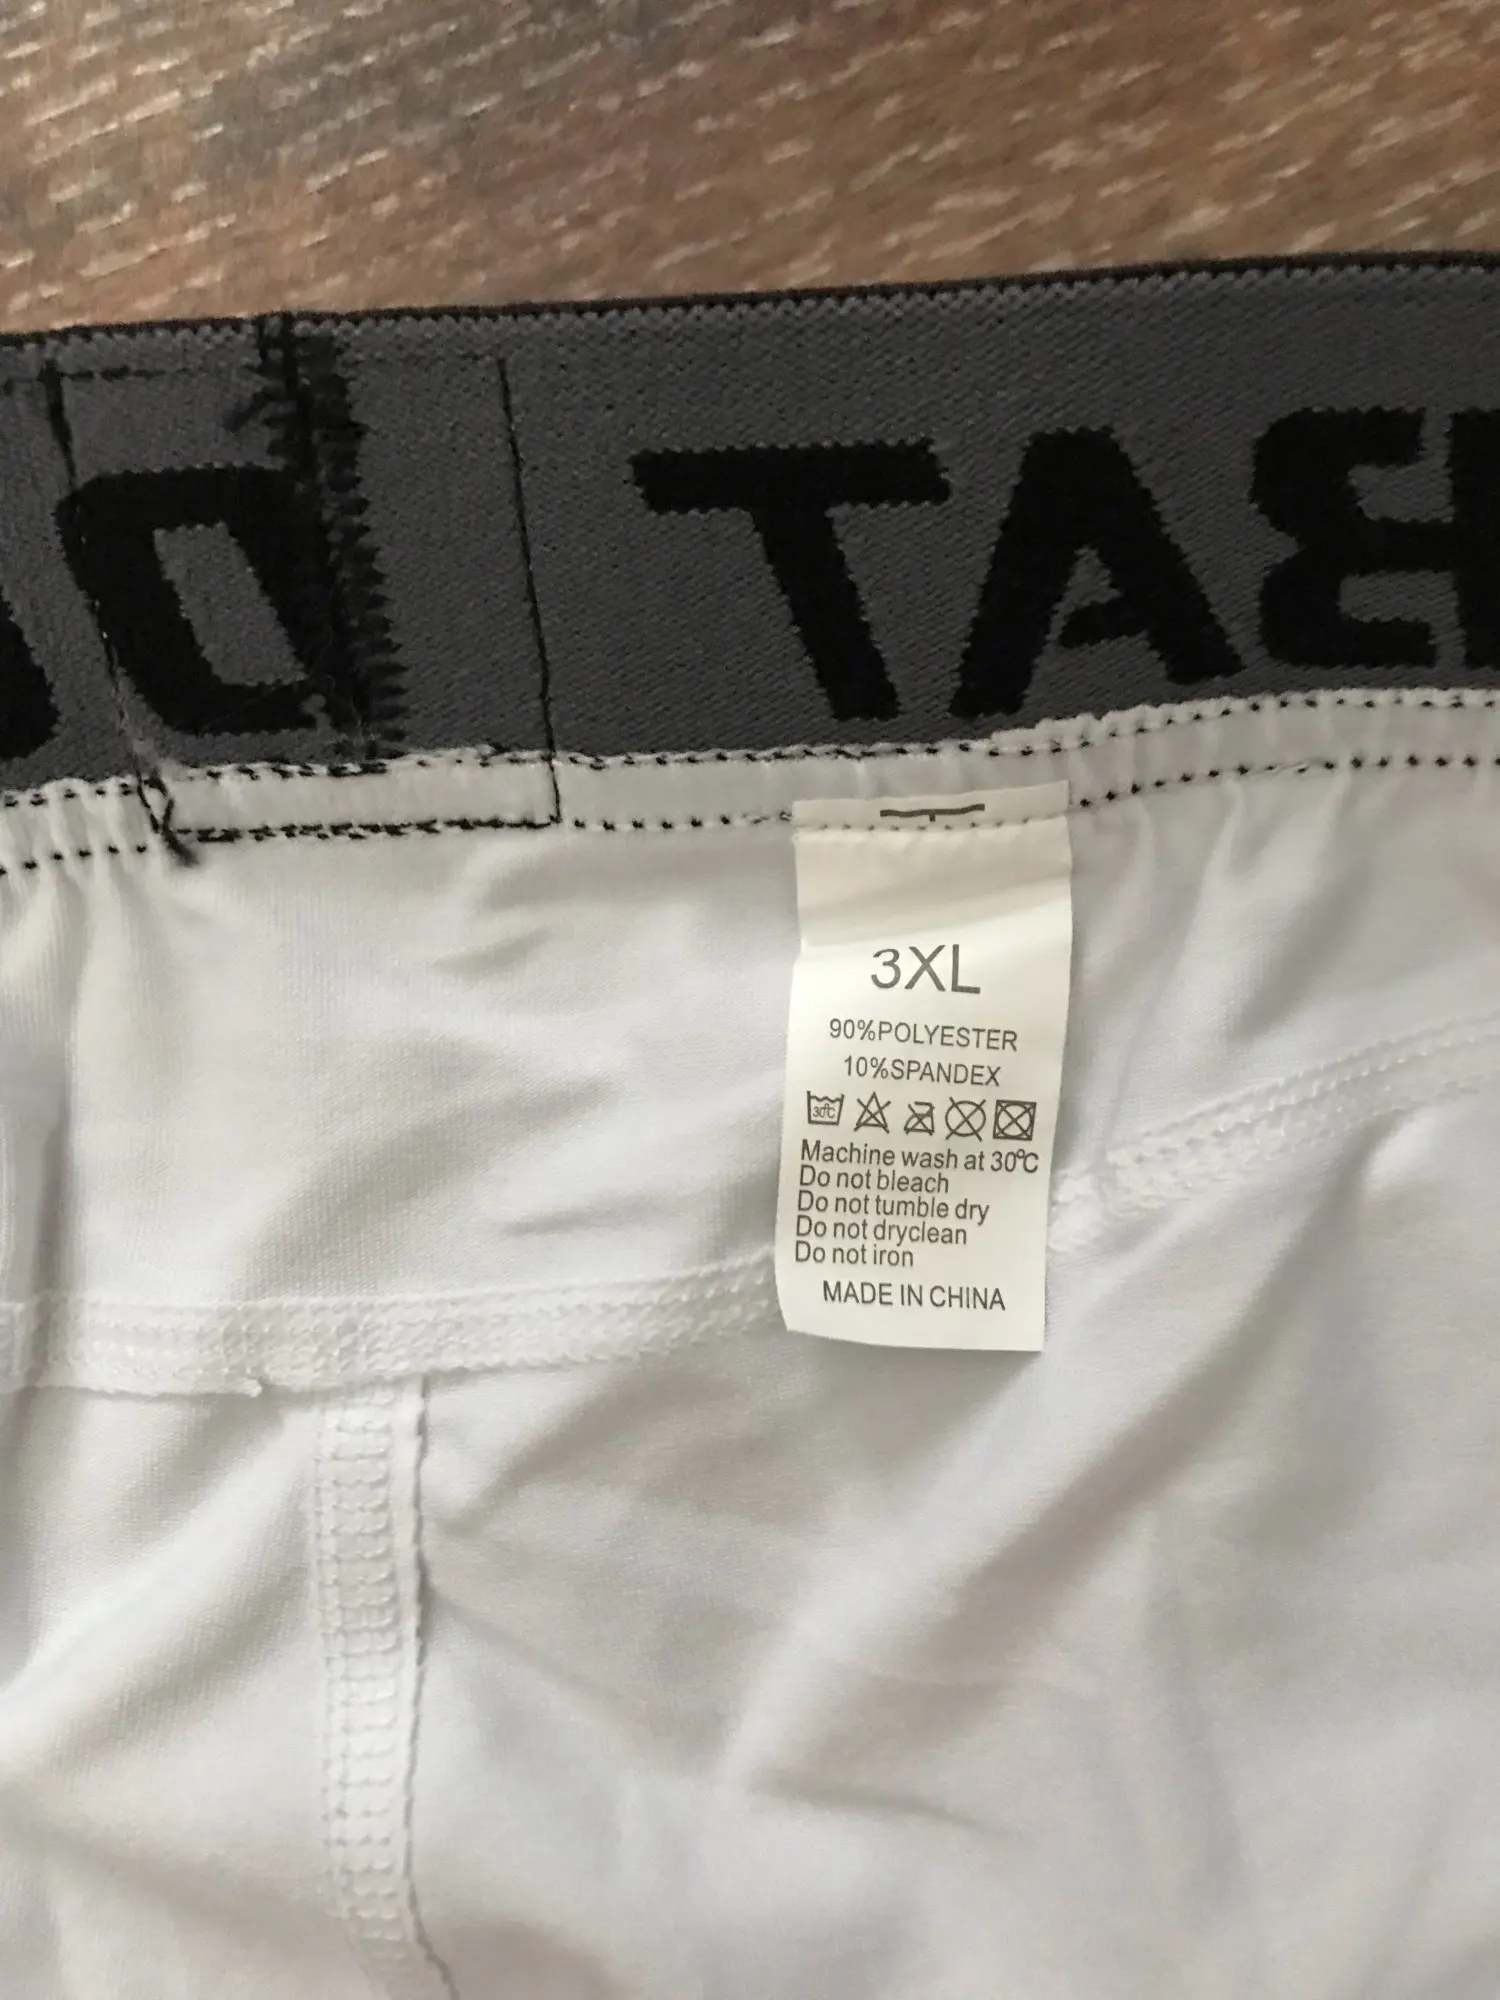 3XL
90%POLYESTER
10%SPANDEX
30℃
Machine wash at 30℃
Do not bleach
Do not tumble dry
Do not dryclean
Do not iron
MADE IN CHINA